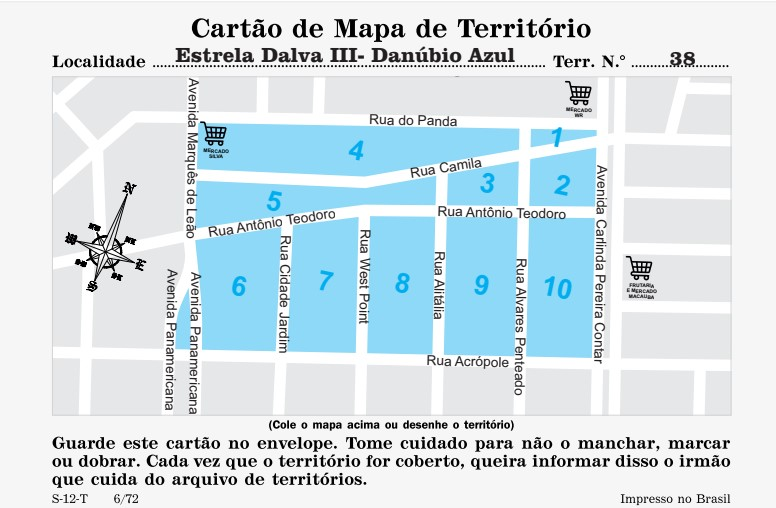 Cartão de Mapa de Território
Localidade Estrela Dalva III- Danúbio Azul Terr. N.° 38
Avenida Marquês de Leão
MERCADO
WR
Rua do Panda
MERCADO
SILVA
1
4
Rua Camila
3
2
Avenida Carlinda Pereira Contar
5
Rua Antônio Teodoro
Rua Antônio Teodoro
N
Rua Cidade Jardim
Rua West Point
Rua Alitália
Rua Alvares Penteado
FRUTARIA
E MERCADO
MACAUBA
Avenida Panamericana
Avenida Panamericana
6
7
8
9
10
Rua Acrópole
(Cole o mapa acima ou desenhe o território)
Guarde este cartão no envelope. Tome cuidado para não o manchar, marcar
ou dobrar. Cada vez que o território for coberto, queira informar disso o irmão
que cuida do arquivo de territórios.
S-12-T 6/72 Impresso no Brasil